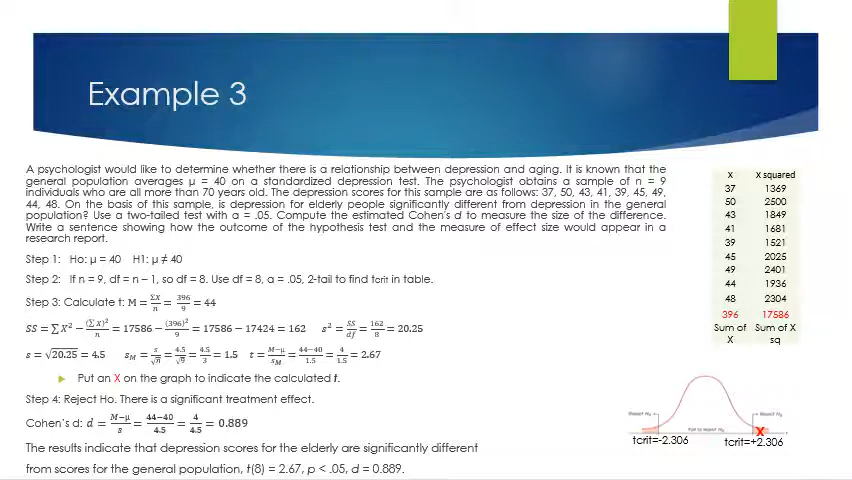 Example 3
A psychologist would like to determine whether there is a relationship between depression and aging. It is known that the
general population averages μ = 40 on a standardized depression test. The psychologist obtains a sample of n = 9
individuals who are all more than 70 years old. The depression scores for this sample are as follows: 37, 50, 43, 41, 39, 45, 49,
44, 48. On the basis of this sample, is depression for elderly people significantly different from depression in the general
population? Use a two-tailed test with α = .05. Compute the estimated Cohen's d to measure the size of the difference.
Write a sentence showing how the outcome of the hypothesis test and the measure of effect size would appear in a
research report.
Step 1: Ho: μ = 40 H1: μ ≠ 40
Step 2: If n = 9, df = n – 1, so df = 8. Use df = 8, α = .05, 2-tail to find tcrit in table.
Step 3: Calculate t: M = ΣX/n = 396/9 = 44
SS = ΣX² − (ΣX)²/n = 17586 − (396)²/9 = 17586 − 17424 = 162 s² = SS/df = 162/8 = 20.25
s = √20.25 = 4.5 sM = s/√n = 4.5/√9 = 4.5/3 = 1.5 t = M−μ/sM = 44−40/1.5 = 4/1.5 = 2.67
Put an X on the graph to indicate the calculated t.
Step 4: Reject Ho. There is a significant treatment effect.
Cohen's d: d = M−μ/s = 44−40/4.5 = 4/4.5 = 0.889
The results indicate that depression scores for the elderly are significantly different
from scores for the general population, t(8) = 2.67, p < .05, d = 0.889.
X X squared
37 1369
50 2500
43 1849
41 1681
39 1521
45 2025
49 2401
44 1936
48 2304
396 17586
Sum of X Sum of X sq
Reject H₀ Reject H₀
Fail to reject H₀
X
tcrit=-2.306 tcrit=+2.306